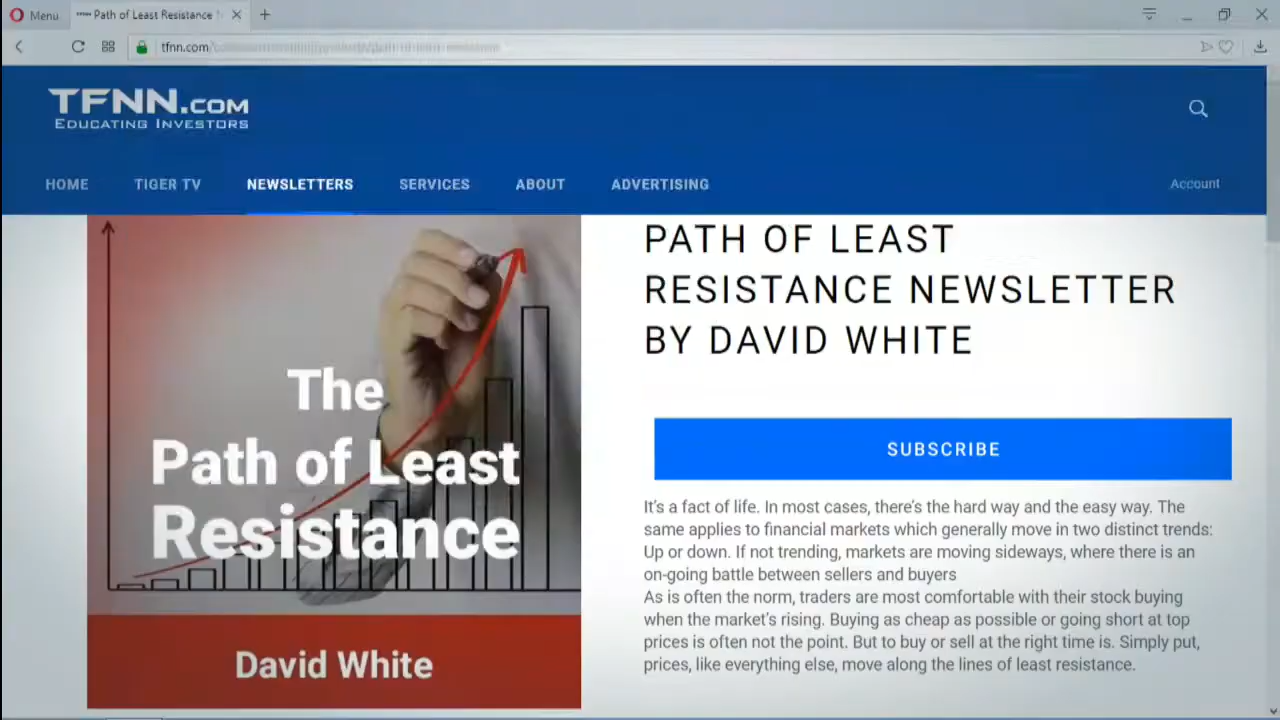 Menu
Path of Least Resistance
tfnn.com/
TFNN.COM
EDUCATING INVESTORS
HOME
TIGER TV
NEWSLETTERS
SERVICES
ABOUT
ADVERTISING
Account
The
Path of Least
Resistance
David White
PATH OF LEAST
RESISTANCE NEWSLETTER
BY DAVID WHITE
SUBSCRIBE
It's a fact of life. In most cases, there's the hard way and the easy way. The
same applies to financial markets which generally move in two distinct trends:
Up or down. If not trending, markets are moving sideways, where there is an
on-going battle between sellers and buyers
As is often the norm, traders are most comfortable with their stock buying
when the market's rising. Buying as cheap as possible or going short at top
prices is often not the point. But to buy or sell at the right time is. Simply put,
prices, like everything else, move along the lines of least resistance.